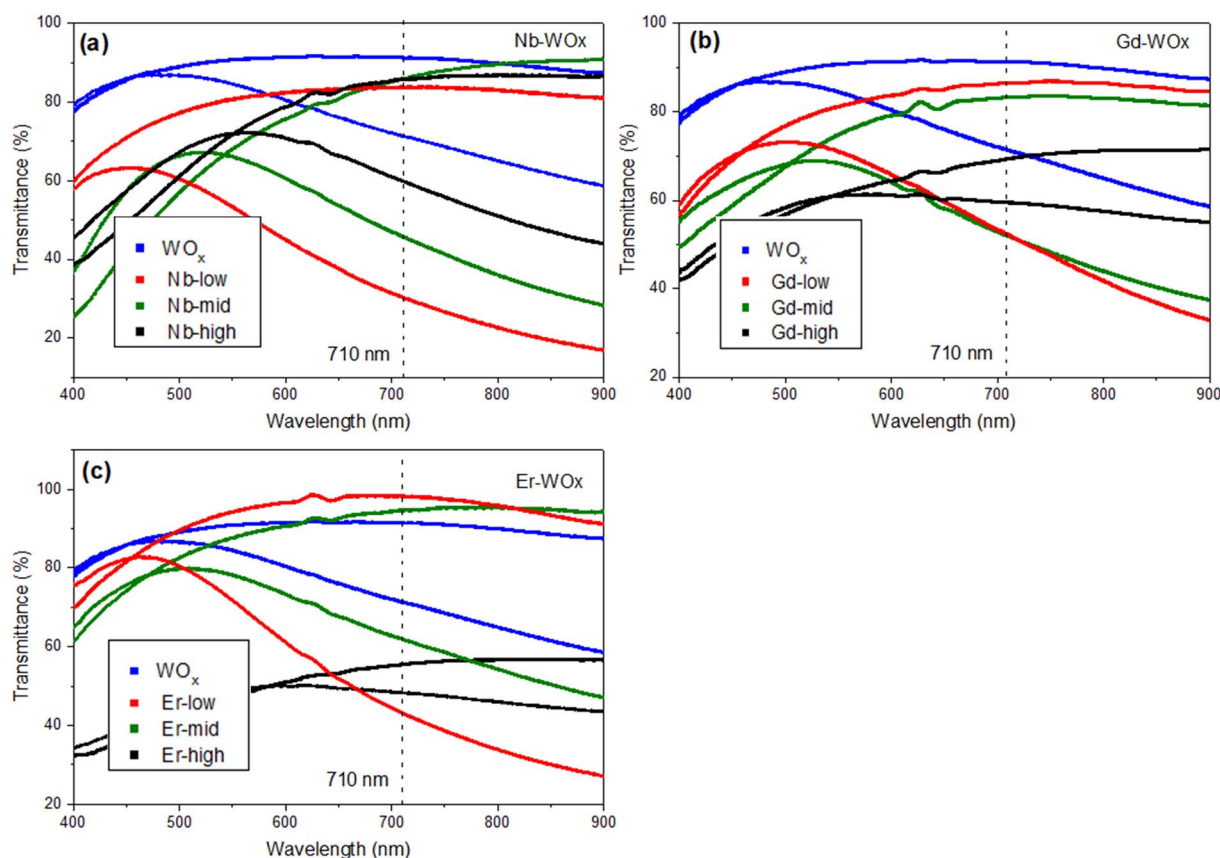 (a)
Nb-WOx
Transmittance (%)
100
80
60
40
20
WOx
Nb-low
Nb-mid
Nb-high
710 nm
400 500 600 700 800 900
Wavelength (nm)
(b)
Gd-WOx
Transmittance (%)
100
80
60
40
20
WOx
Gd-low
Gd-mid
Gd-high
710 nm
400 500 600 700 800 900
Wavelength (nm)
(c)
Er-WOx
Transmittance (%)
100
80
60
40
20
WOx
Er-low
Er-mid
Er-high
710 nm
400 500 600 700 800 900
Wavelength (nm)